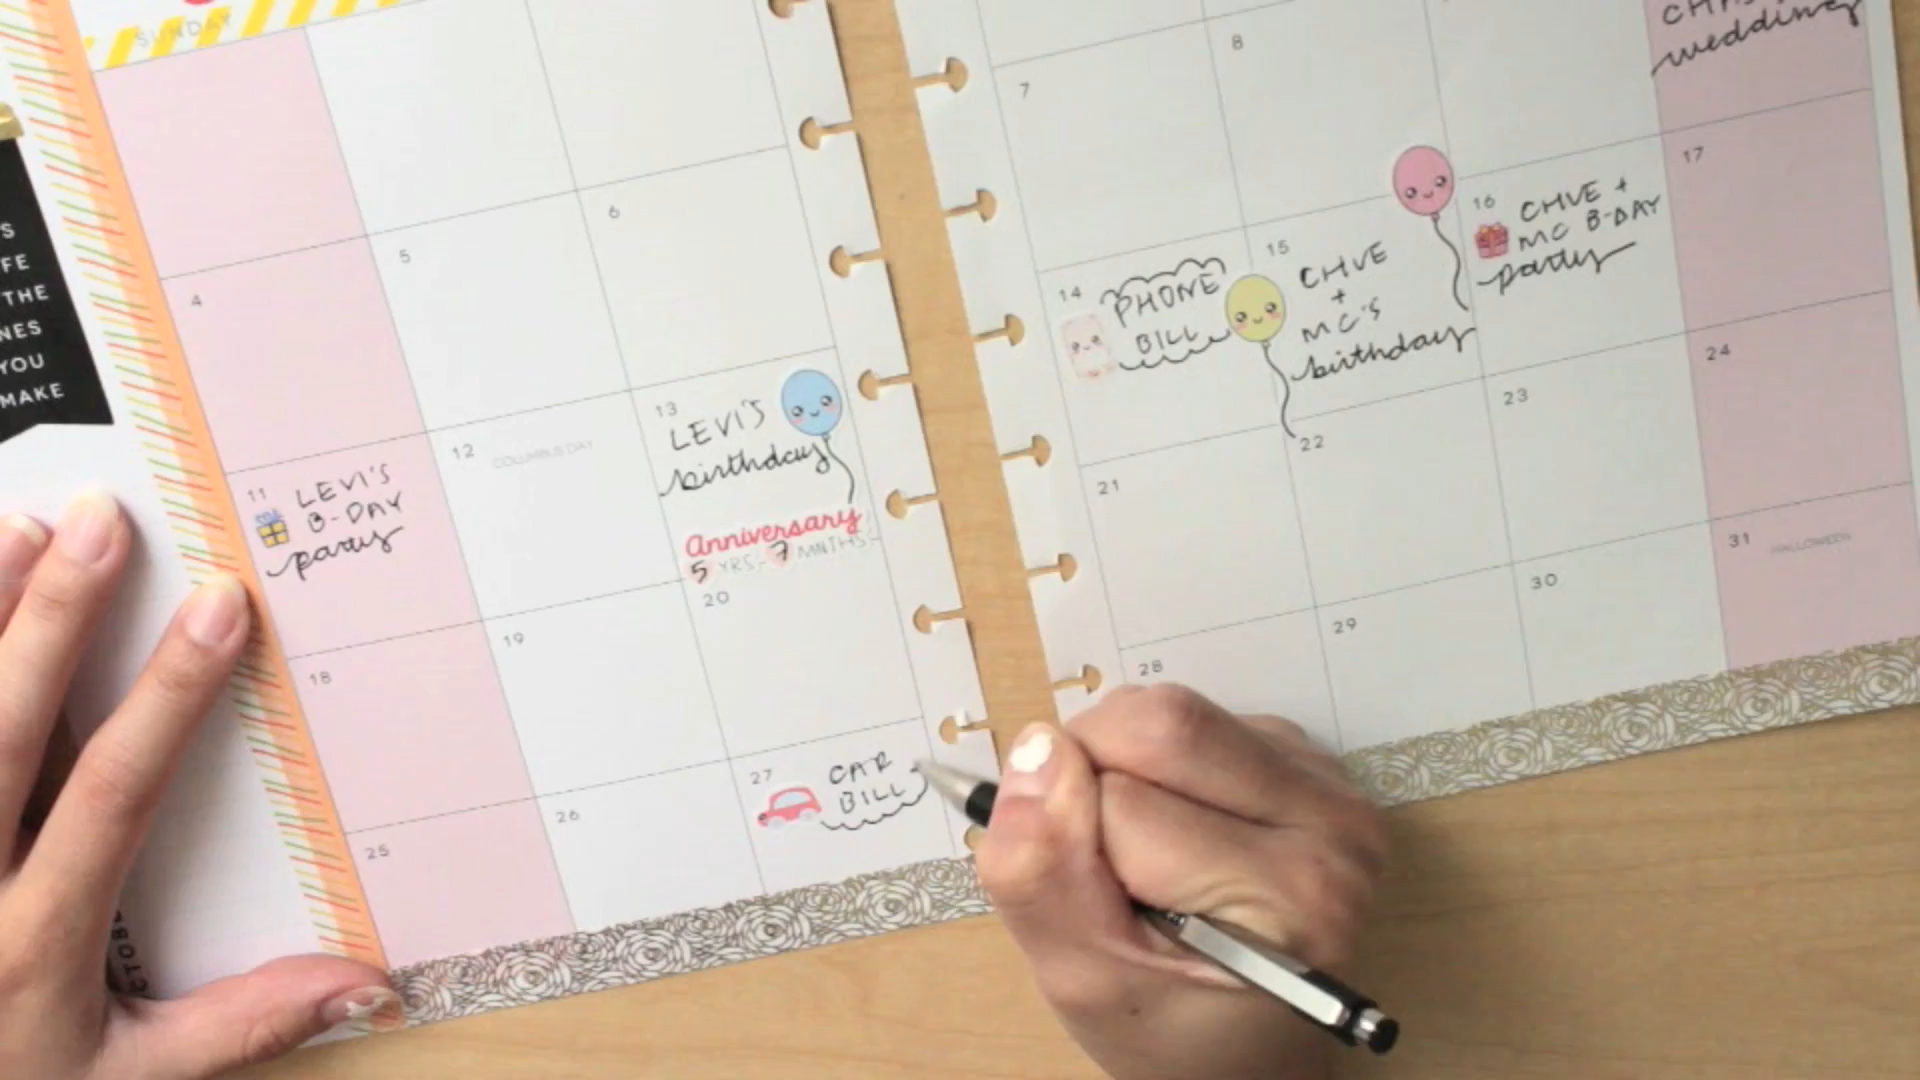 SUNDAY
S
FE
THE
NES
YOU
MAKE
4
5
6
7
8
wedding
11
LEVI'S
B-DAY
party
12
COLUMBUS DAY
13
LEVI'S
birthday
Anniversary
5 YRS 7 MNTHS
14
PHONE
BILL
15
CHVE
+
MC'S
birthday
16
CHVE +
MC B-DAY
party
17
18
19
20
21
22
23
24
25
26
27
CAR
BILL
28
29
30
31
HALLOWEEN